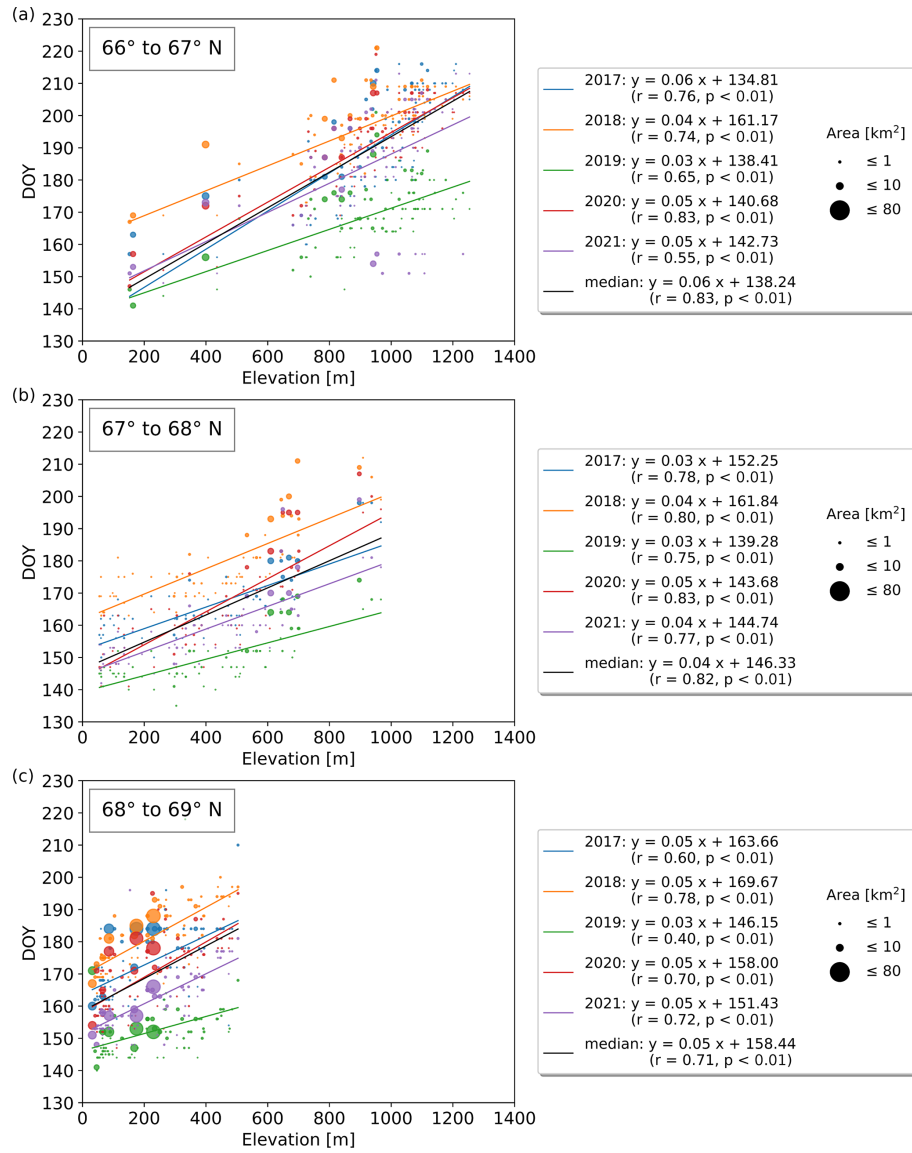 (a)
230
220
210
200
190
180
170
160
150
140
130
DOY
66° to 67° N
0 200 400 600 800 1000 1200 1400
Elevation [m]
2017: y = 0.06 x + 134.81
(r = 0.76, p < 0.01)
2018: y = 0.04 x + 161.17
(r = 0.74, p < 0.01)
2019: y = 0.03 x + 138.41
(r = 0.65, p < 0.01)
2020: y = 0.05 x + 140.68
(r = 0.83, p < 0.01)
2021: y = 0.05 x + 142.73
(r = 0.55, p < 0.01)
median: y = 0.06 x + 138.24
(r = 0.83, p < 0.01)
Area [km²]
≤ 1
≤ 10
≤ 80
(b)
230
220
210
200
190
180
170
160
150
140
130
DOY
67° to 68° N
0 200 400 600 800 1000 1200 1400
Elevation [m]
2017: y = 0.03 x + 152.25
(r = 0.78, p < 0.01)
2018: y = 0.04 x + 161.84
(r = 0.80, p < 0.01)
2019: y = 0.03 x + 139.28
(r = 0.75, p < 0.01)
2020: y = 0.05 x + 143.68
(r = 0.83, p < 0.01)
2021: y = 0.04 x + 144.74
(r = 0.77, p < 0.01)
median: y = 0.04 x + 146.33
(r = 0.82, p < 0.01)
Area [km²]
≤ 1
≤ 10
≤ 80
(c)
230
220
210
200
190
180
170
160
150
140
130
DOY
68° to 69° N
0 200 400 600 800 1000 1200 1400
Elevation [m]
2017: y = 0.05 x + 163.66
(r = 0.60, p < 0.01)
2018: y = 0.05 x + 169.67
(r = 0.78, p < 0.01)
2019: y = 0.03 x + 146.15
(r = 0.40, p < 0.01)
2020: y = 0.05 x + 158.00
(r = 0.70, p < 0.01)
2021: y = 0.05 x + 151.43
(r = 0.72, p < 0.01)
median: y = 0.05 x + 158.44
(r = 0.71, p < 0.01)
Area [km²]
≤ 1
≤ 10
≤ 80